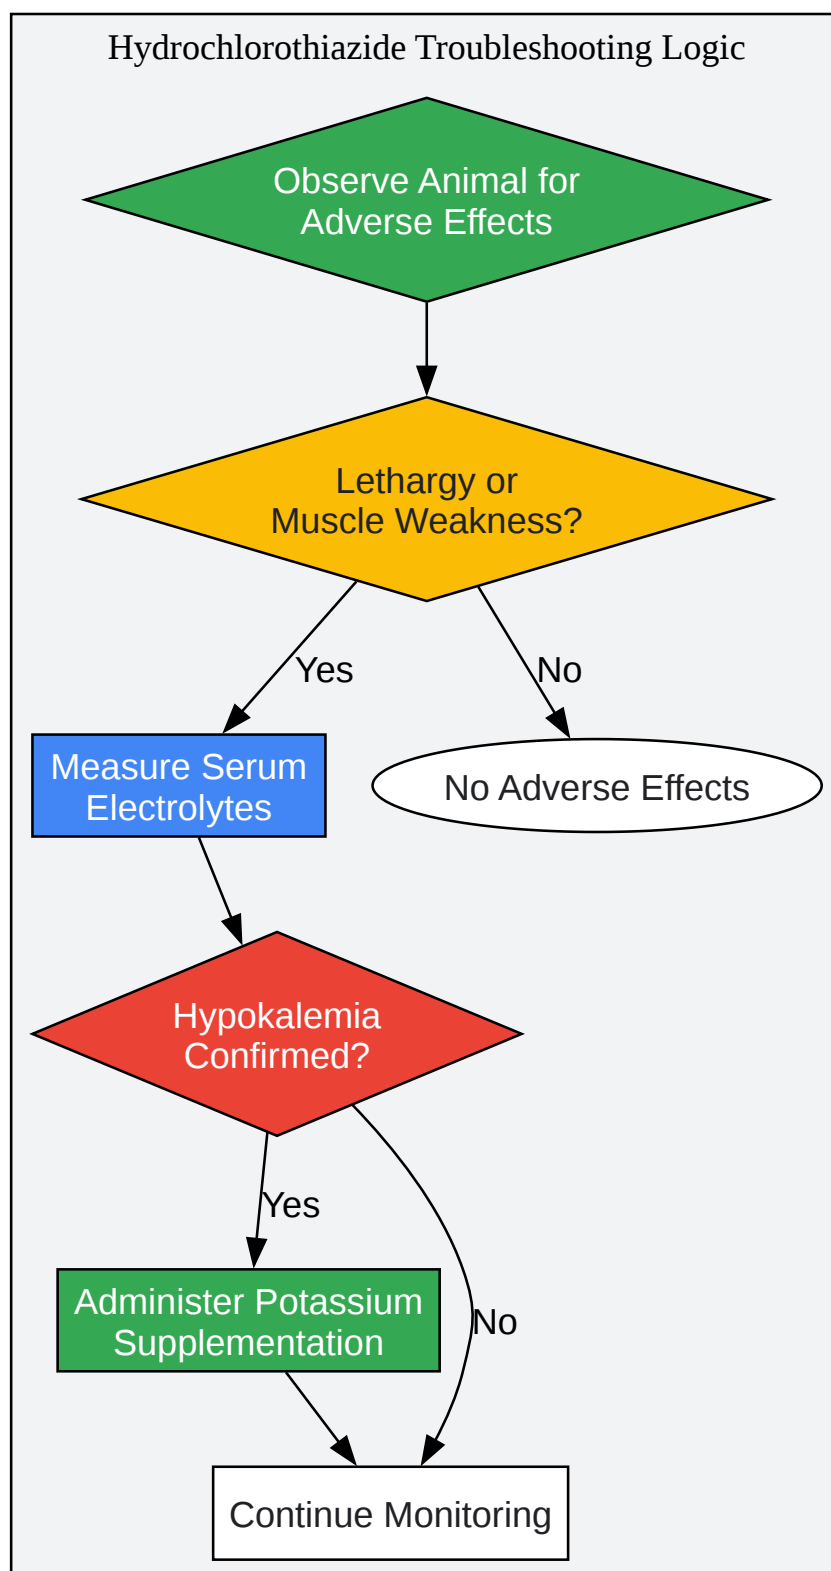 Hydrochlorothiazide Troubleshooting Logic
Observe Animal for
Adverse Effects
Lethargy or
Muscle Weakness?
Yes
No
Measure Serum
Electrolytes
No Adverse Effects
Hypokalemia
Confirmed?
Yes
Administer Potassium
Supplementation
No
Continue Monitoring